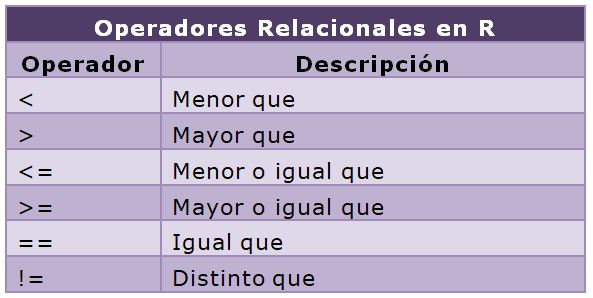 Operadores Relacionales en R
Operador Descripción
< Menor que
> Mayor que
<= Menor o igual que
>= Mayor o igual que
== Igual que
!= Distinto que